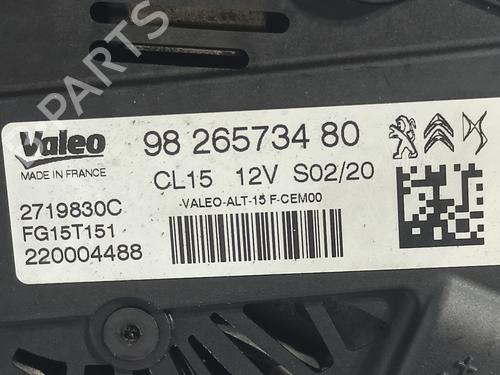 PARTS
Valeo
MADE IN FRANCE
98 265734 80
CL15 12V S02/20
-VALEO-ALT-15 F-CEM00
2719830C
FG15T151
220004488